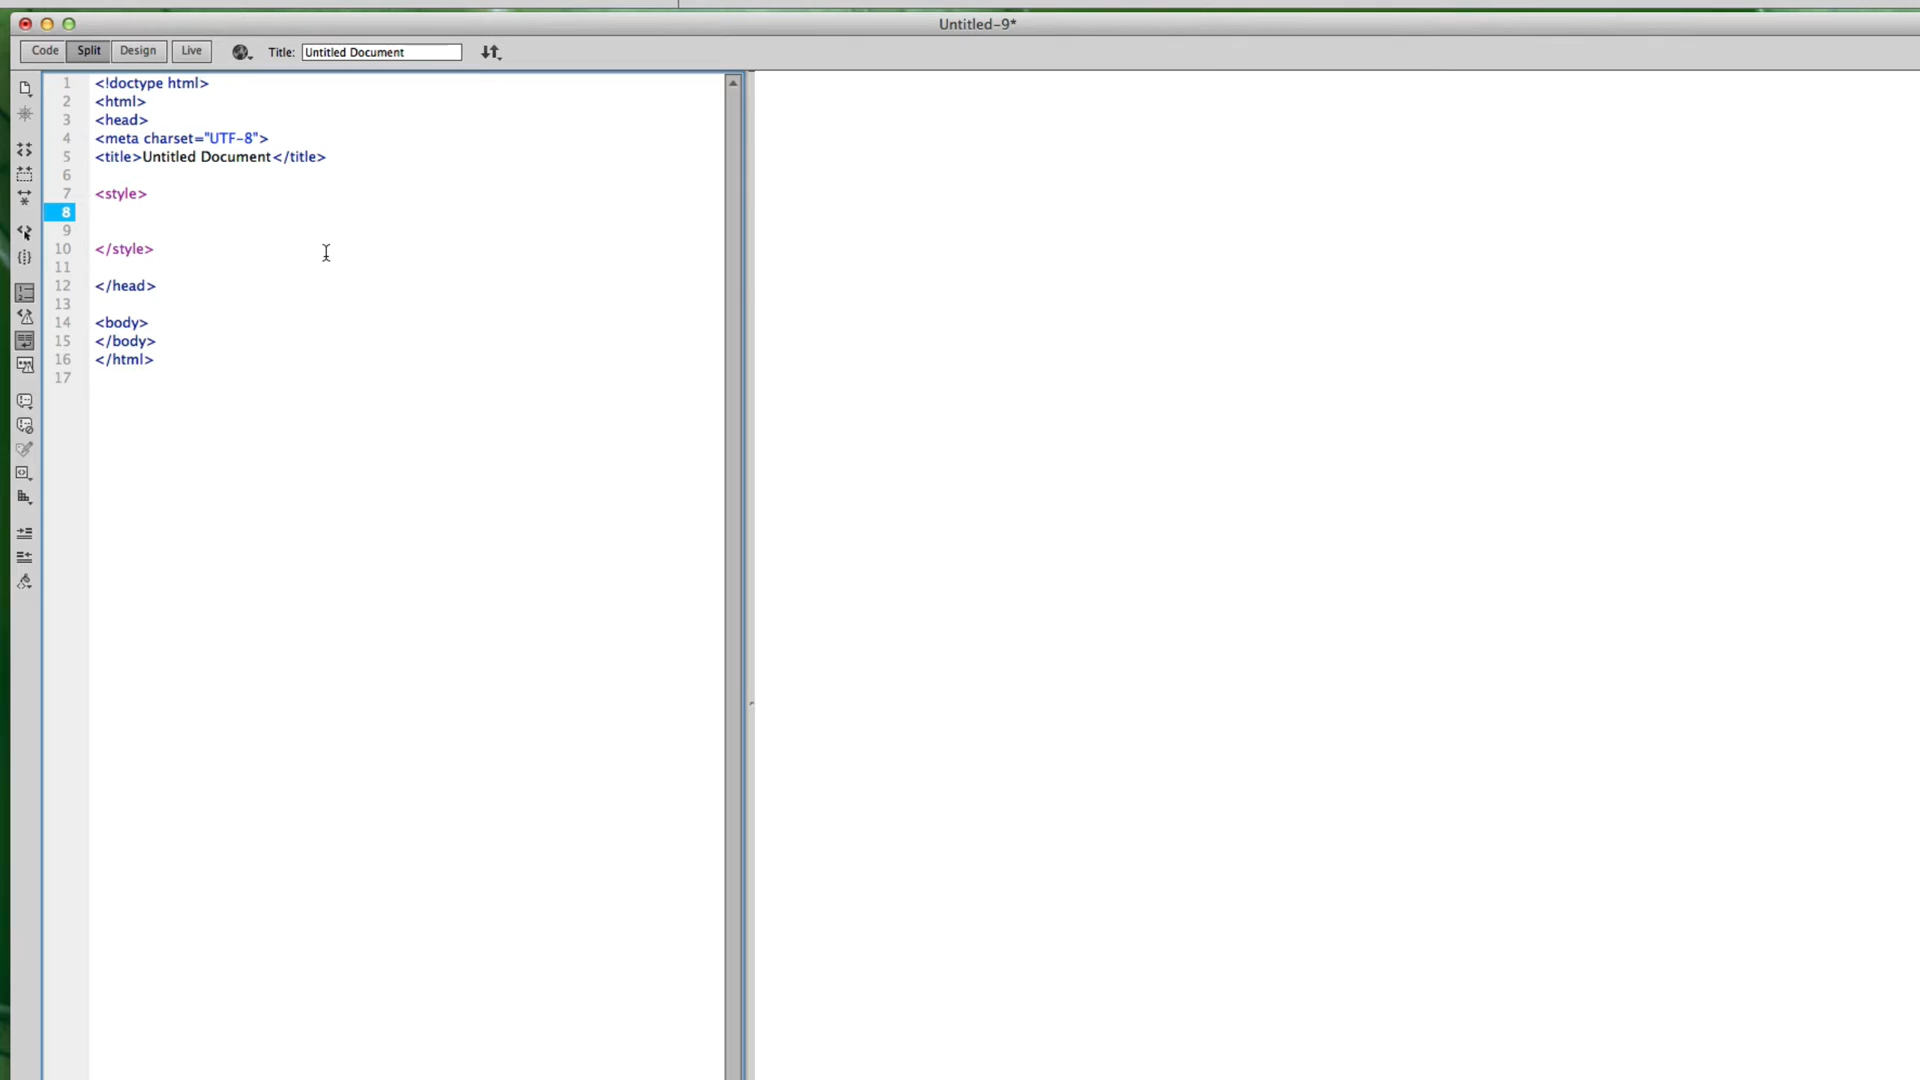 Untitled-9*
Code Split Design Live Title: Untitled Document
1 <!doctype html>
2 <html>
3 <head>
4 <meta charset="UTF-8">
5 <title>Untitled Document</title>
6
7 <style>
8
9
10 </style>
11
12 </head>
13
14 <body>
15 </body>
16 </html>
17